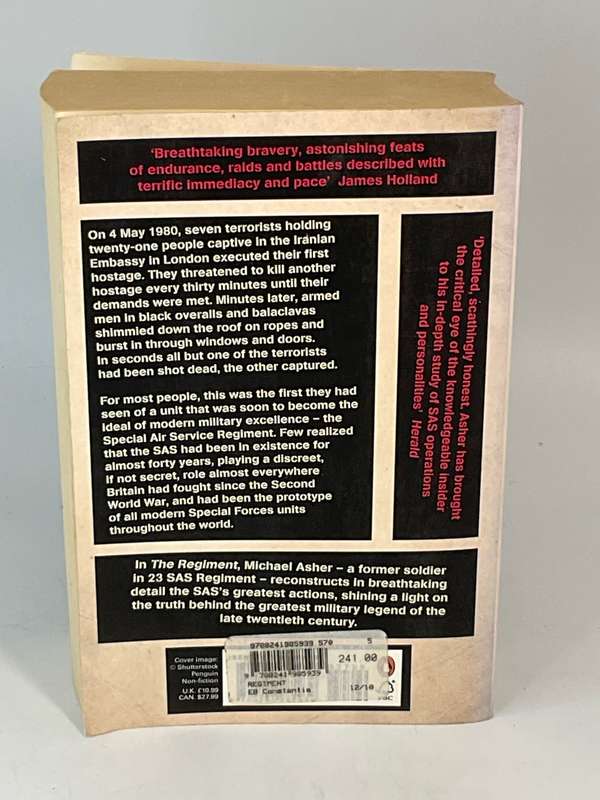 'Breathtaking bravery, astonishing feats
of endurance, raids and battles described with
terrific immediacy and pace' James Holland
On 4 May 1980, seven terrorists holding
twenty-one people captive in the Iranian
Embassy in London executed their first
hostage. They threatened to kill another
hostage every thirty minutes until their
demands were met. Minutes later, armed
men in black overalls and balaclavas
shimmied down the roof on ropes and
burst in through windows and doors.
In seconds all but one of the terrorists
had been shot dead, the other captured.
For most people, this was the first they had
seen of a unit that was soon to become the
ideal of modern military excellence – the
Special Air Service Regiment. Few realized
that the SAS had been in existence for
almost forty years, playing a discreet,
if not secret, role almost everywhere
Britain had fought since the Second
World War, and had been the prototype
of all modern Special Forces units
throughout the world.
'Detailed, scathingly honest. Asher has brought
the critical eye of the knowledgeable insider
to his in-depth study of SAS operations
and personalities' Herald
In The Regiment, Michael Asher – a former soldier
in 23 SAS Regiment – reconstructs in breathtaking
detail the SAS's greatest actions, shining a light on
the truth behind the greatest military legend of the
late twentieth century.
Cover image:
© Shutterstock
Penguin
Non-fiction
U.K. £10.99
CAN. $27.99
9780241985939 570 5
241.00
9 780241 985939
REGIMENT
EB Constantia 12/18